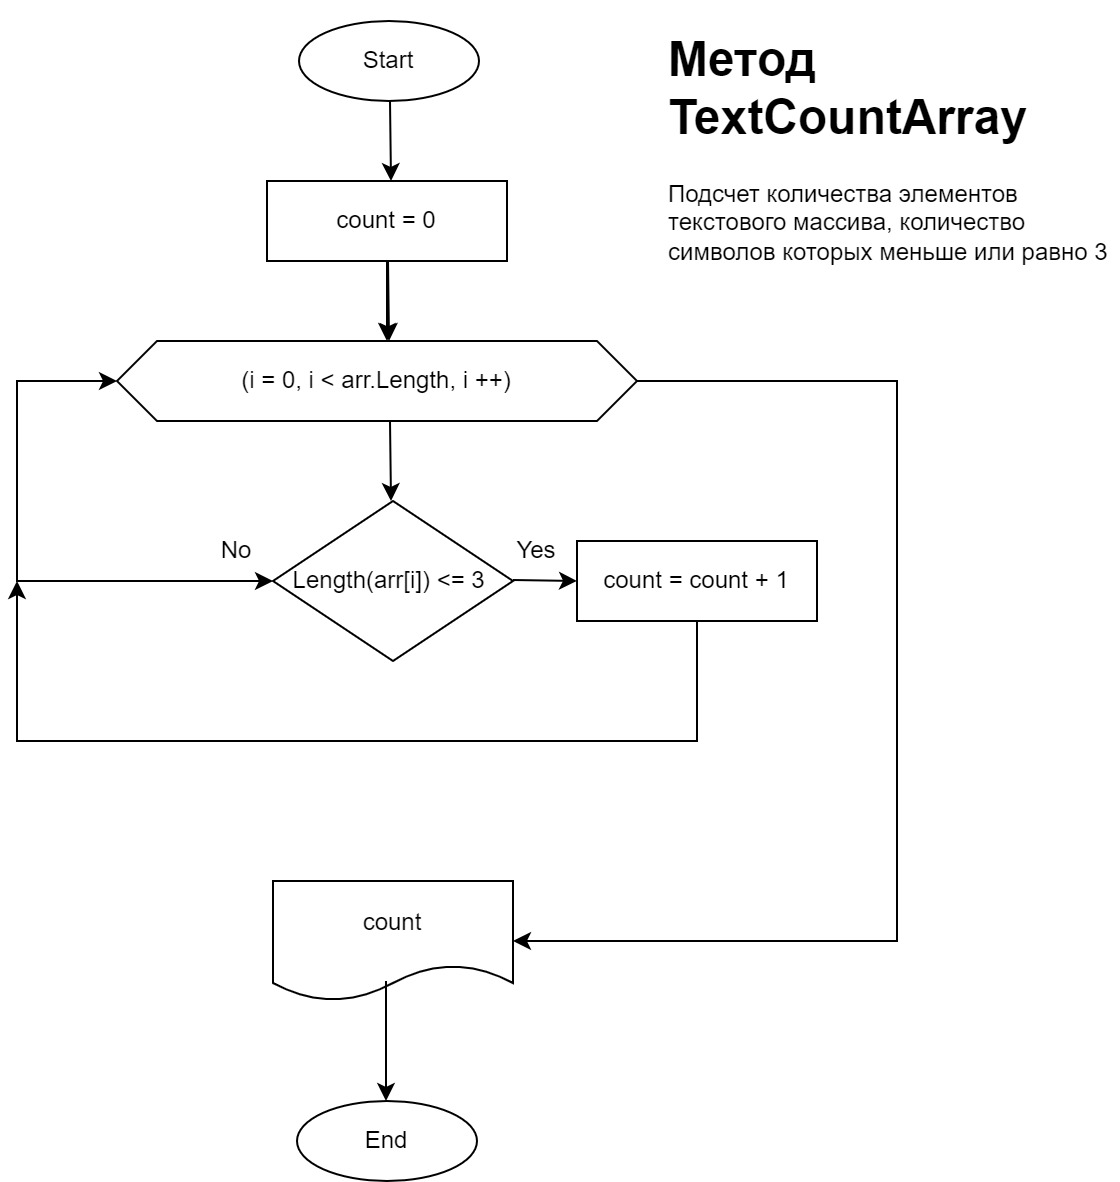 Start
Метод
TextCountArray
Подсчет количества элементов
текстового массива, количество
символов которых меньше или равно 3
count = 0
(i = 0, i < arr.Length, i ++)
No
Yes
Length(arr[i]) <= 3
count = count + 1
count
End